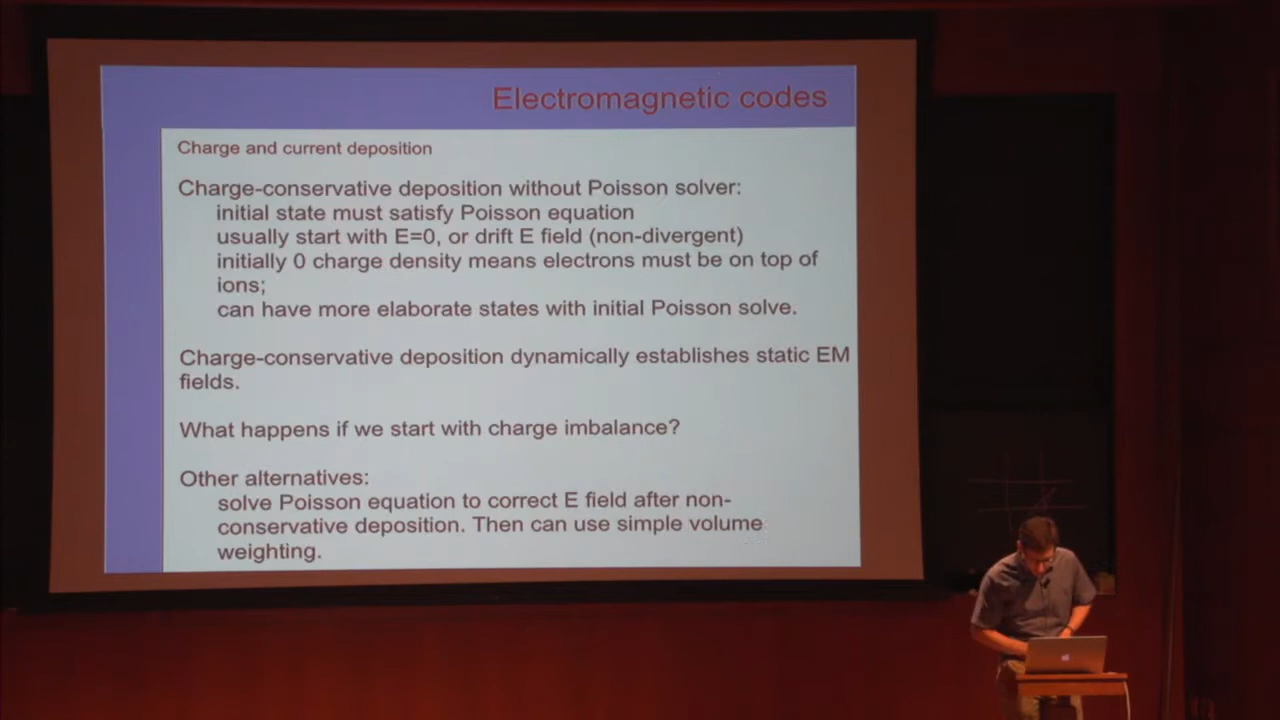 Electromagnetic codes
Charge and current deposition
Charge-conservative deposition without Poisson solver:
initial state must satisfy Poisson equation
usually start with E=0, or drift E field (non-divergent)
initially 0 charge density means electrons must be on top of
ions;
can have more elaborate states with initial Poisson solve.
Charge-conservative deposition dynamically establishes static EM
fields.
What happens if we start with charge imbalance?
Other alternatives:
solve Poisson equation to correct E field after non-
conservative deposition. Then can use simple volume
weighting.